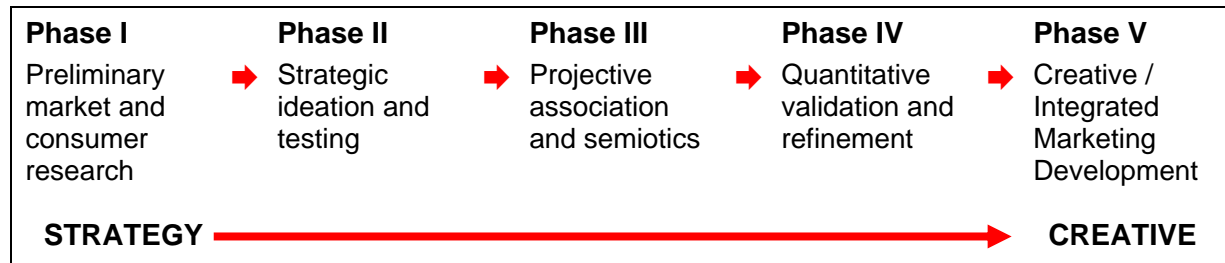 Phase I
Preliminary
market and
consumer
research
Phase II
Strategic
ideation and
testing
Phase III
Projective
association
and semiotics
Phase IV
Quantitative
validation and
refinement
Phase V
Creative /
Integrated
Marketing
Development
STRATEGY
CREATIVE